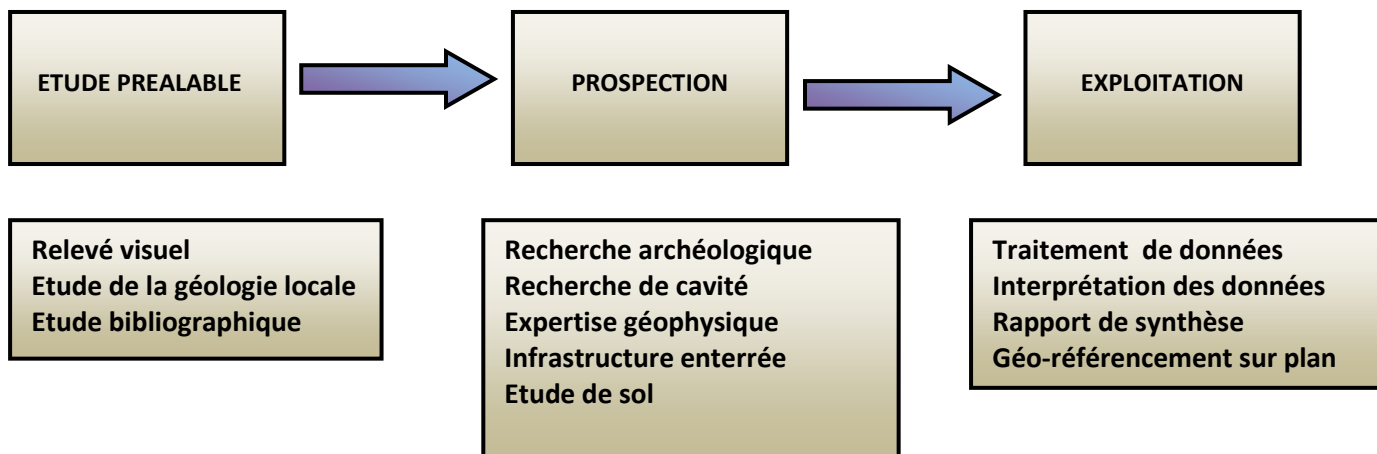 ETUDE PREALABLE
PROSPECTION
EXPLOITATION
Relevé visuel
Etude de la géologie locale
Etude bibliographique
Recherche archéologique
Recherche de cavité
Expertise géophysique
Infrastructure enterrée
Etude de sol
Traitement de données
Interprétation des données
Rapport de synthèse
Géo-référencement sur plan